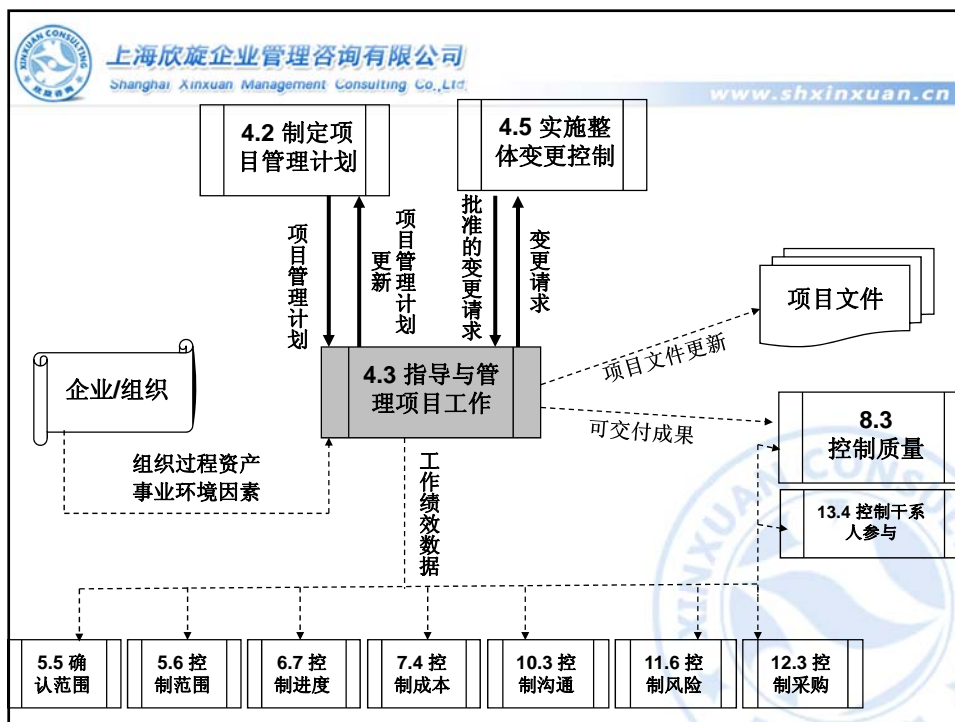 XINXUAN CONSULTING
欣旋咨询
上海欣旋企业管理咨询有限公司
Shanghai Xinxuan Management Consulting Co.,Ltd.
www.shxinxuan.cn
4.2 制定项
目管理计划
4.5 实施整
体变更控制
项目管理计划
项目管理计划
更新
批准的变更请求
变更请求
项目文件
项目文件更新
企业/组织
4.3 指导与管
理项目工作
可交付成果
8.3
控制质量
组织过程资产
事业环境因素
工作绩效数据
13.4 控制干系
人参与
XINXUAN CONSU
5.5 确
认范围
5.6 控
制范围
6.7 控
制进度
7.4 控
制成本
10.3 控
制沟通
11.6 控
制风险
12.3 控
制采购